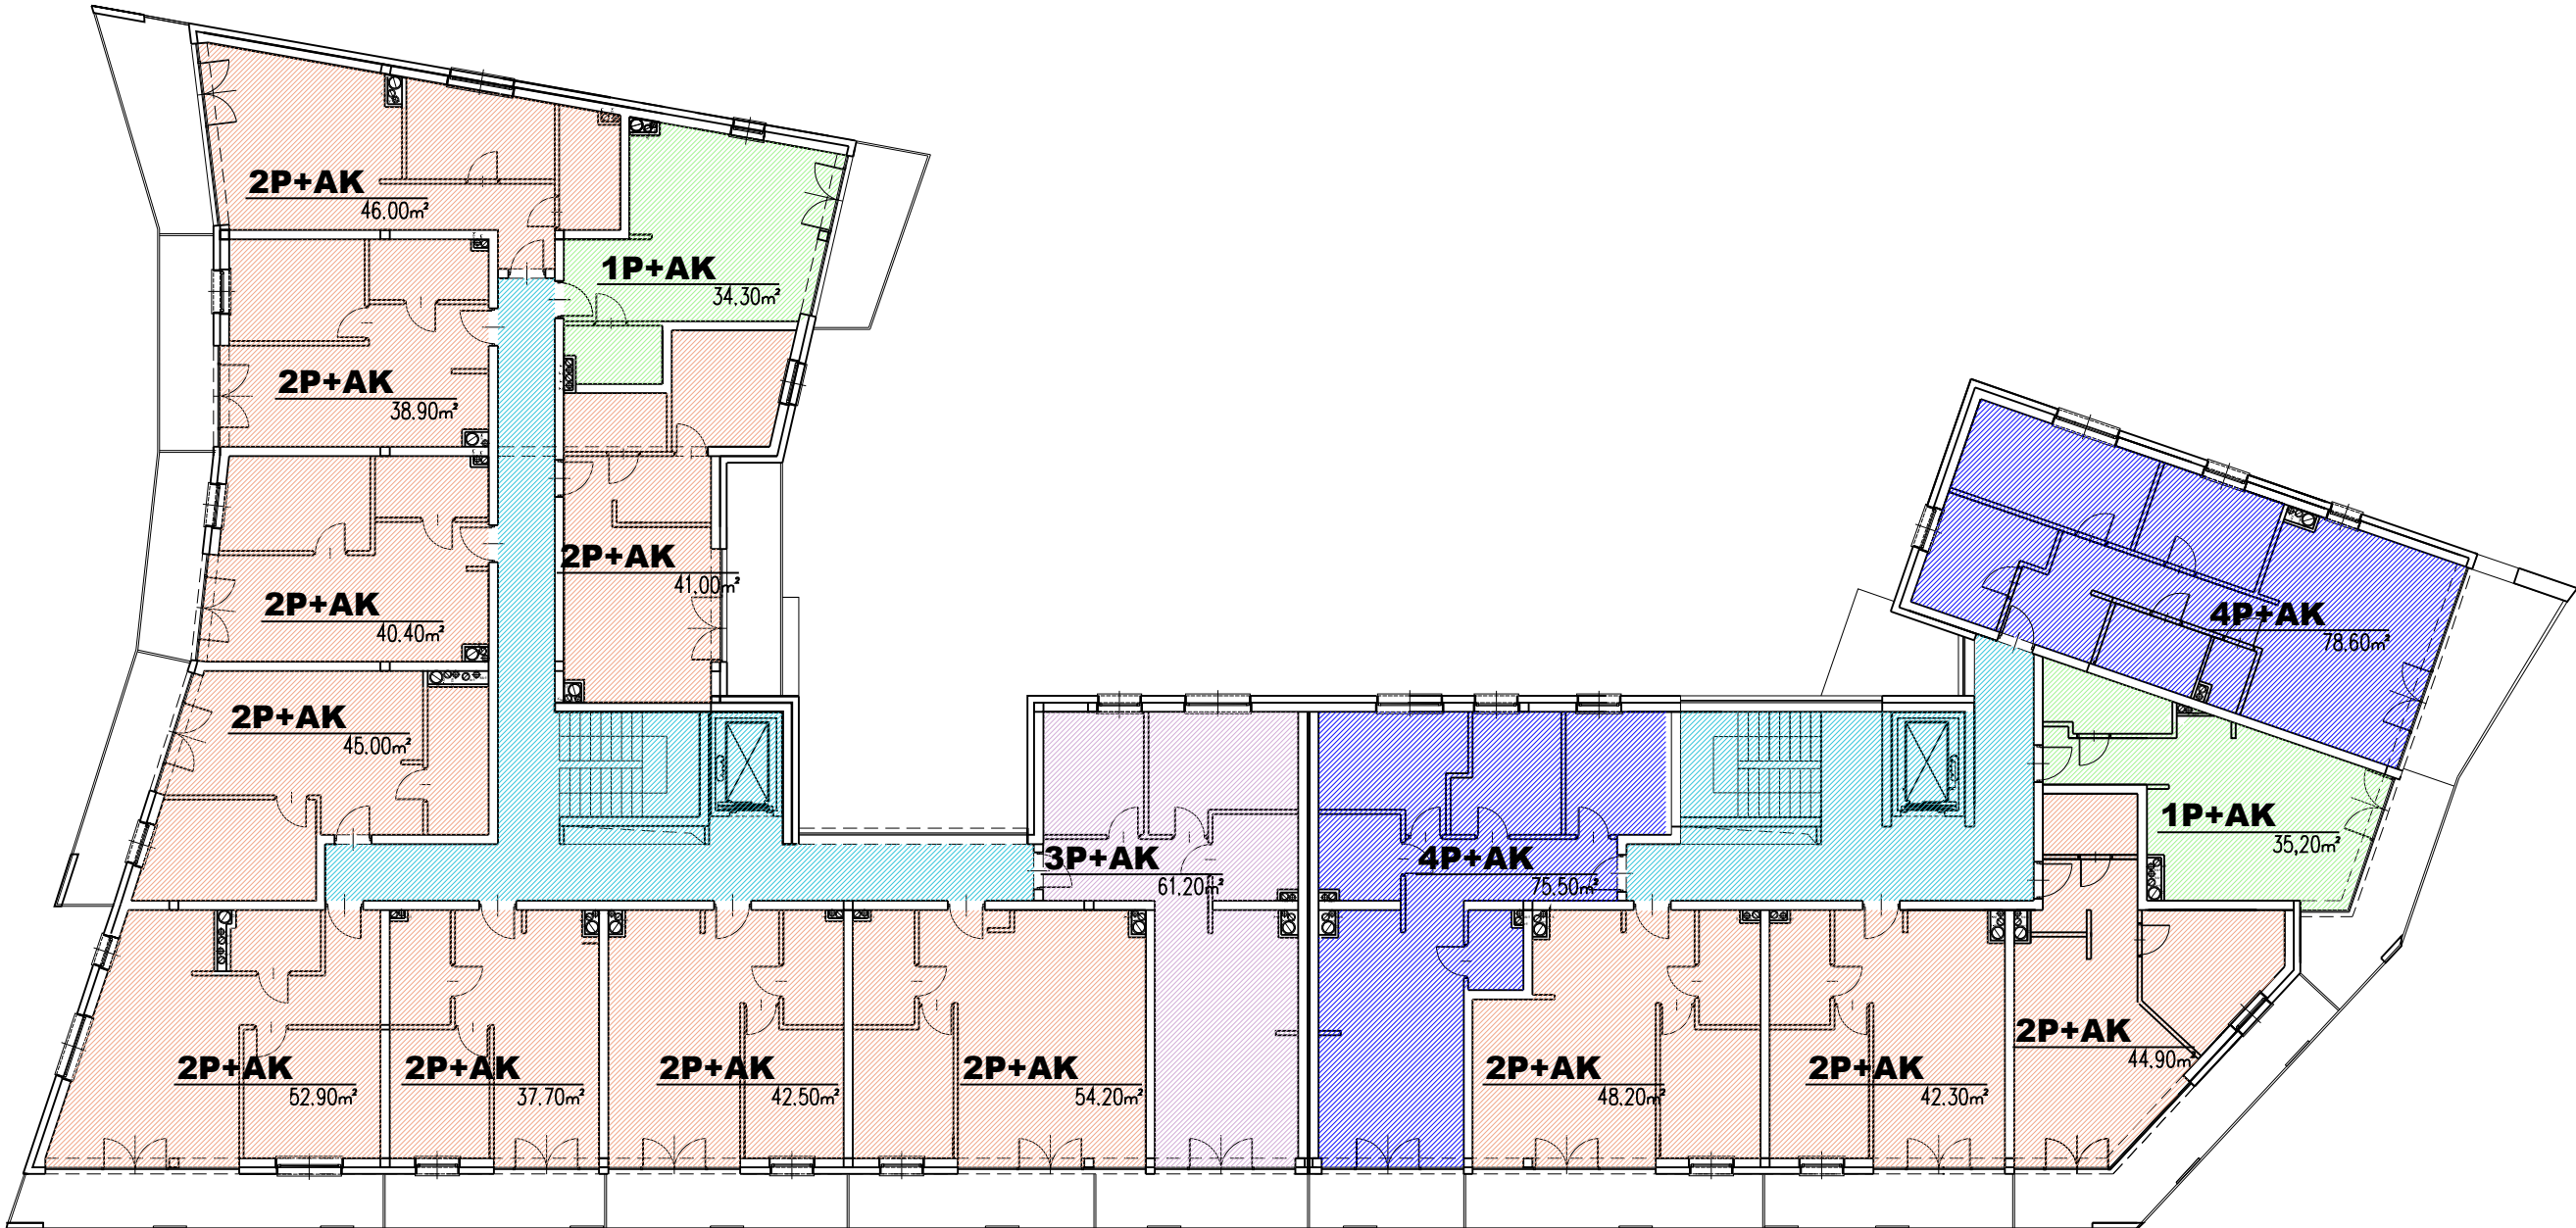 2P+AK
46.00m²
1P+AK
34.30m²
2P+AK
38.90m²
2P+AK
41.00m²
2P+AK
40.40m²
4P+AK
78.60m²
2P+AK
45.00m²
1P+AK
35,20m²
3P+AK
61.20m²
4P+AK
75.50m²
2P+AK
44.90m²
2P+AK
52.90m²
2P+AK
37.70m²
2P+AK
42.50m²
2P+AK
54.20m²
2P+AK
48.20m²
2P+AK
42.30m²